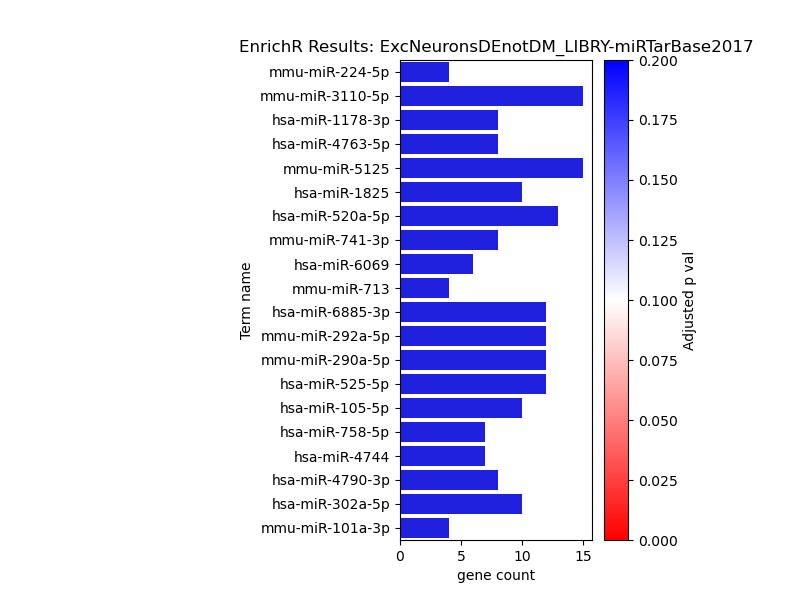 EnrichR Results: ExcNeuronsDEnotDM_LIBRY-miRTarBase2017
mmu-miR-224-5p
mmu-miR-3110-5p
hsa-miR-1178-3p
hsa-miR-4763-5p
mmu-miR-5125
hsa-miR-1825
hsa-miR-520a-5p
mmu-miR-741-3p
hsa-miR-6069
mmu-miR-713
hsa-miR-6885-3p
mmu-miR-292a-5p
mmu-miR-290a-5p
hsa-miR-525-5p
hsa-miR-105-5p
hsa-miR-758-5p
hsa-miR-4744
hsa-miR-4790-3p
hsa-miR-302a-5p
mmu-miR-101a-3p
Term name
0 5 10 15
gene count
0.200
0.175
0.150
0.125
0.100
0.075
0.050
0.025
0.000
Adjusted p val